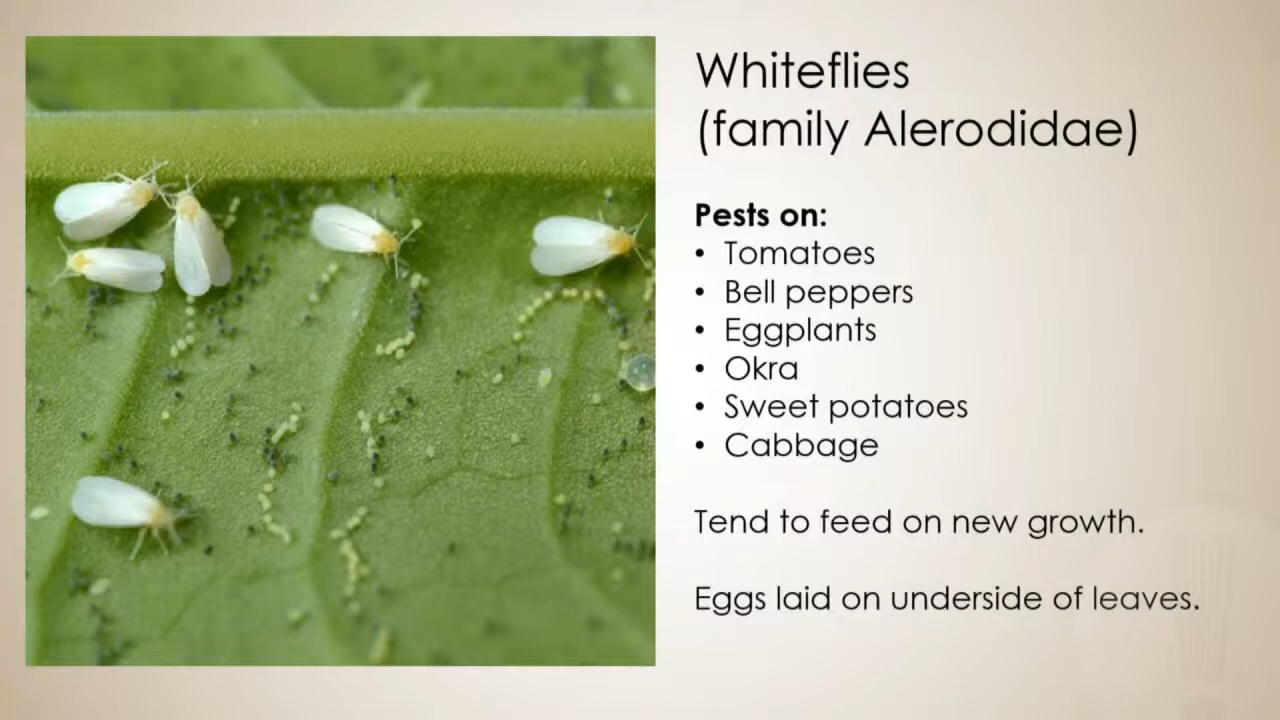 Whiteflies
(family Alerodidae)
Pests on:
• Tomatoes
• Bell peppers
• Eggplants
• Okra
• Sweet potatoes
• Cabbage
Tend to feed on new growth.
Eggs laid on underside of leaves.